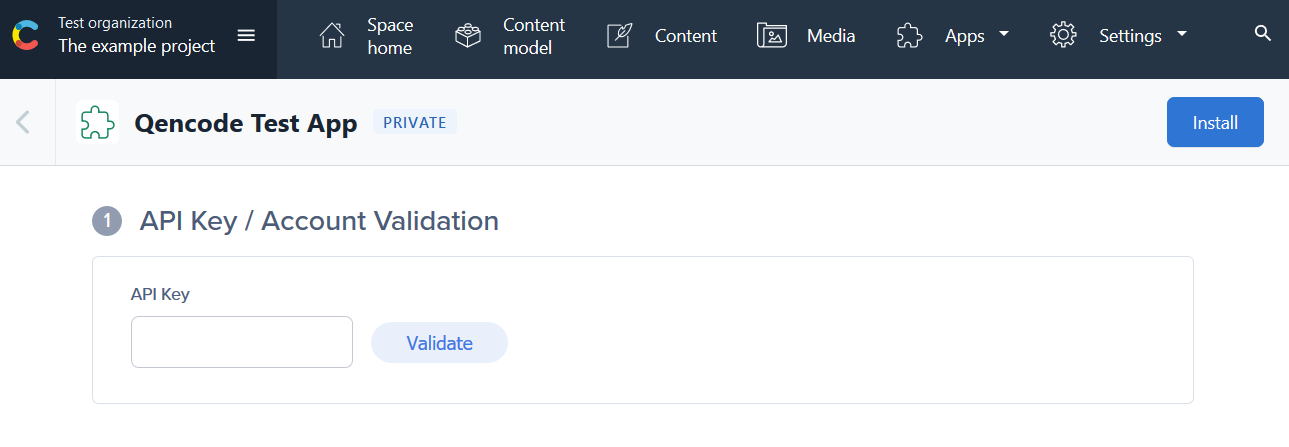 Test organization
The example project
Space home
Content model
Content
Media
Apps
Settings
Qencode Test App
PRIVATE
Install
1 API Key / Account Validation
API Key
Validate